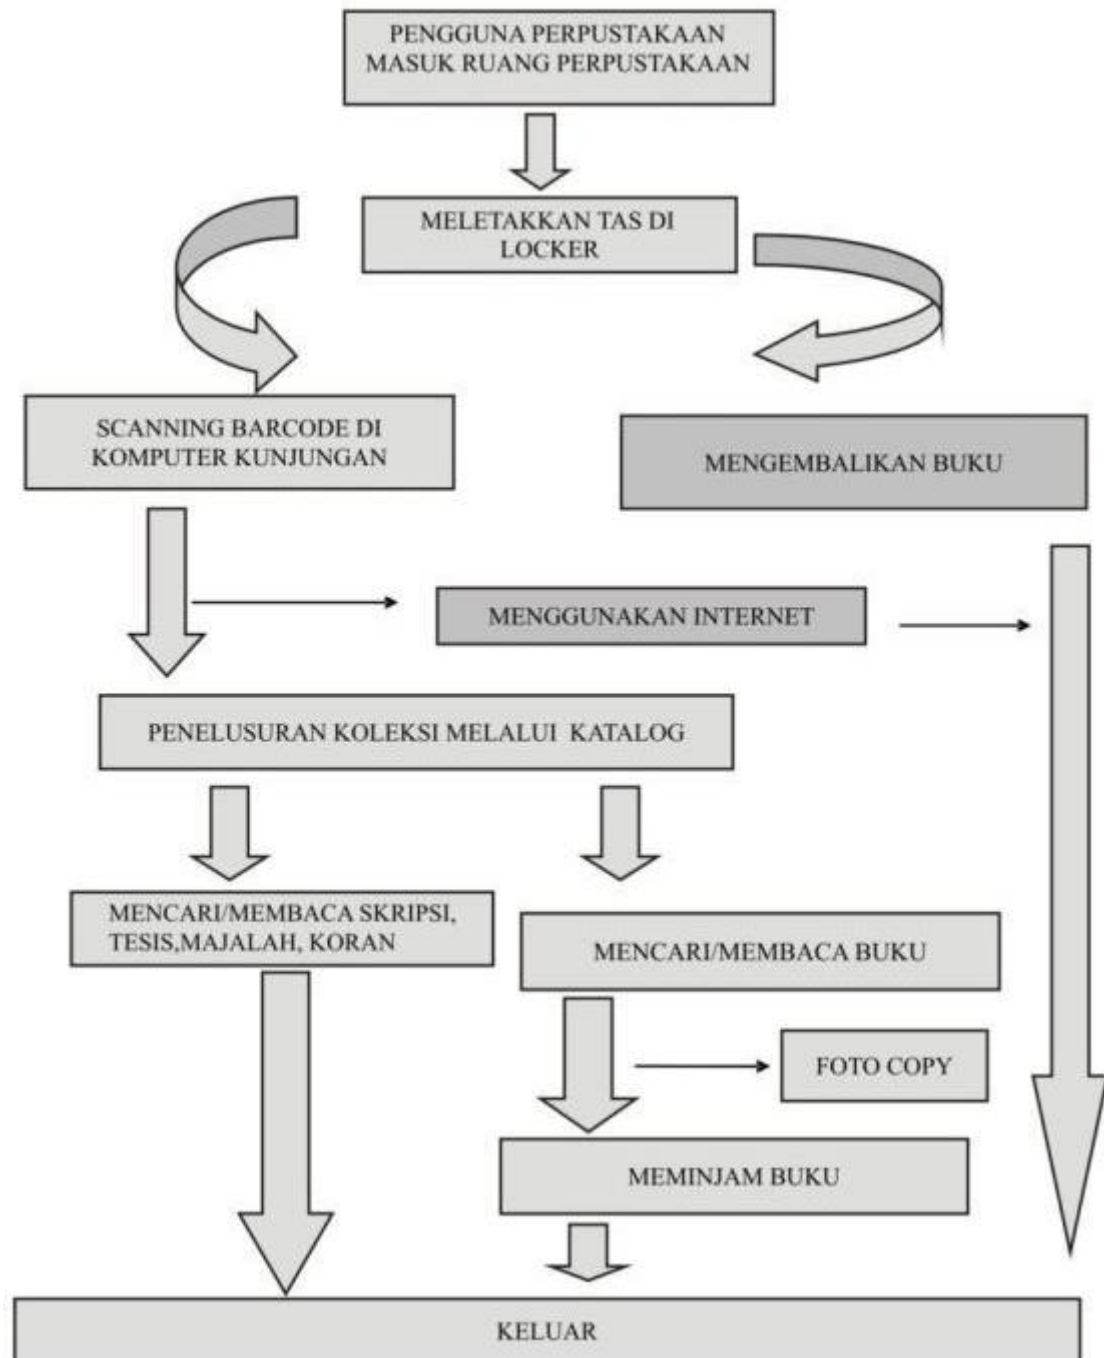 PENGGUNA PERPUSTAKAAN
MASUK RUANG PERPUSTAKAAN
MELETAKKAN TAS DI
LOCKER
SCANNING BARCODE DI
KOMPUTER KUNJUNGAN
MENGEMBALIKAN BUKU
MENGGUNAKAN INTERNET
PENELUSURAN KOLEKSI MELALUI KATALOG
MENCARI/MEMBACA SKRIPSI,
TESIS,MAJALAH, KORAN
MENCARI/MEMBACA BUKU
FOTO COPY
MEMINJAM BUKU
KELUAR